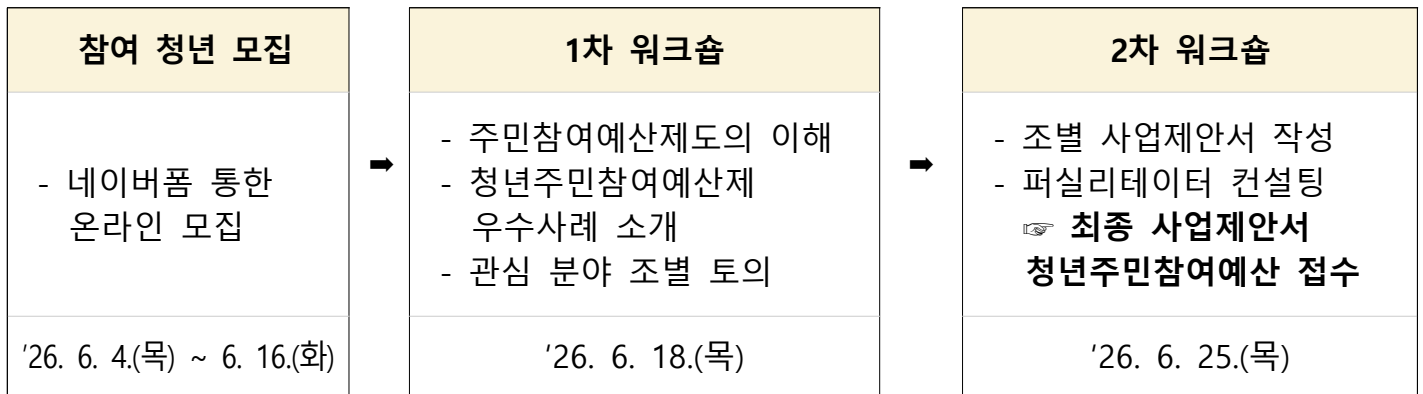 참여 청년 모집
- 네이버폼 통한
온라인 모집
'26. 6. 4.(목) ~ 6. 16.(화)
➡
1차 워크숍
- 주민참여예산제도의 이해
- 청년주민참여예산제
우수사례 소개
- 관심 분야 조별 토의
'26. 6. 18.(목)
➡
2차 워크숍
- 조별 사업제안서 작성
- 퍼실리테이터 컨설팅
☞ 최종 사업제안서
청년주민참여예산 접수
'26. 6. 25.(목)